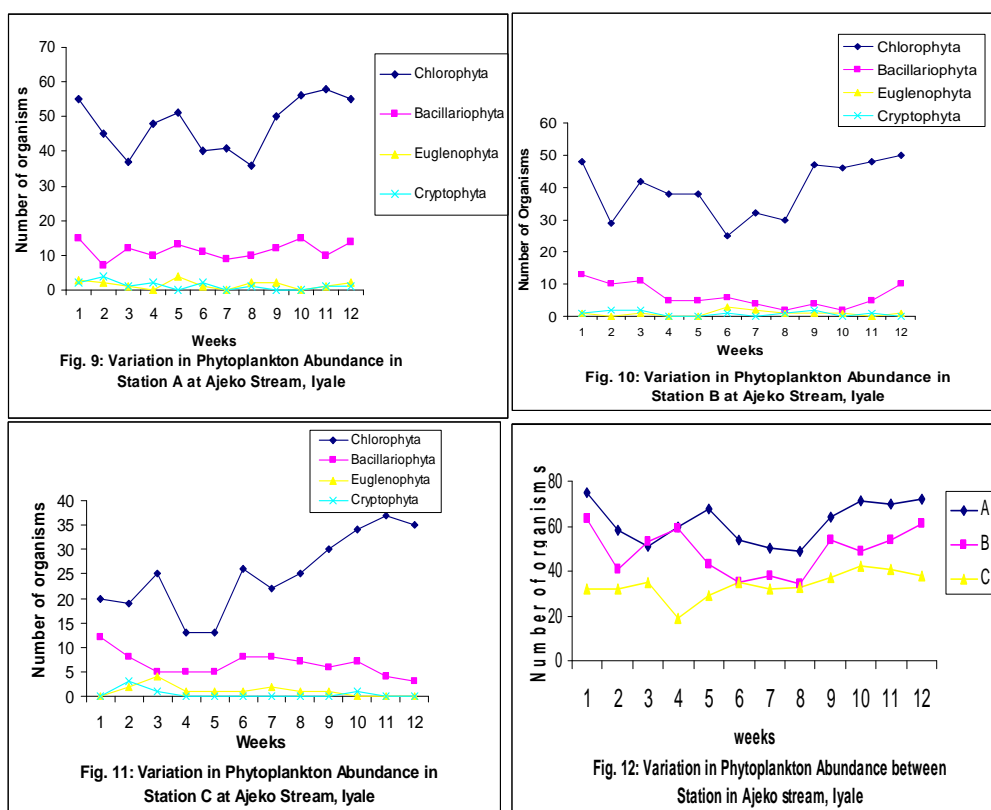 70
60
50
40
30
20
10
0
Number of organisms
1 2 3 4 5 6 7 8 9 10 11 12
Weeks
Chlorophyta
Bacillariophyta
Euglenophyta
Cryptophyta
Fig. 9: Variation in Phytoplankton Abundance in
Station A at Ajeko Stream, Iyale
Chlorophyta
Bacillariophyta
Euglenophyta
Cryptophyta
60
50
40
30
20
10
0
Number of Organisms
1 2 3 4 5 6 7 8 9 10 11 12
Weeks
Fig. 10: Variation in Phytoplankton Abundance in
Station B at Ajeko Stream, Iyale
Chlorophyta
Bacillariophyta
Euglenophyta
Cryptophyta
40
35
30
25
20
15
10
5
0
Number of organisms
1 2 3 4 5 6 7 8 9 10 11 12
Weeks
Fig. 11: Variation in Phytoplankton Abundance in
Station C at Ajeko Stream, Iyale
80
60
40
20
0
Number of organisms
1 2 3 4 5 6 7 8 9 10 11 12
weeks
A
B
C
Fig. 12: Variation in Phytoplankton Abundance between
Station in Ajeko stream, Iyale